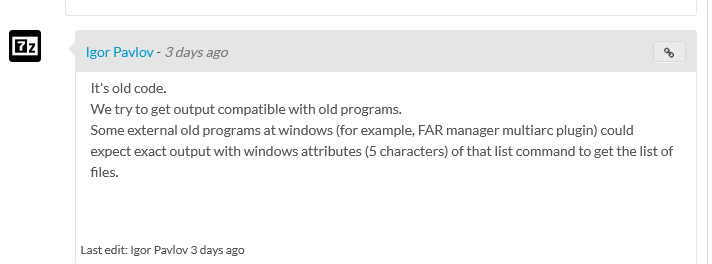 7z
Igor Pavlov - 3 days ago
It's old code.
We try to get output compatible with old programs.
Some external old programs at windows (for example, FAR manager multiarc plugin) could
expect exact output with windows attributes (5 characters) of that list command to get the list of
files.
Last edit: Igor Pavlov 3 days ago